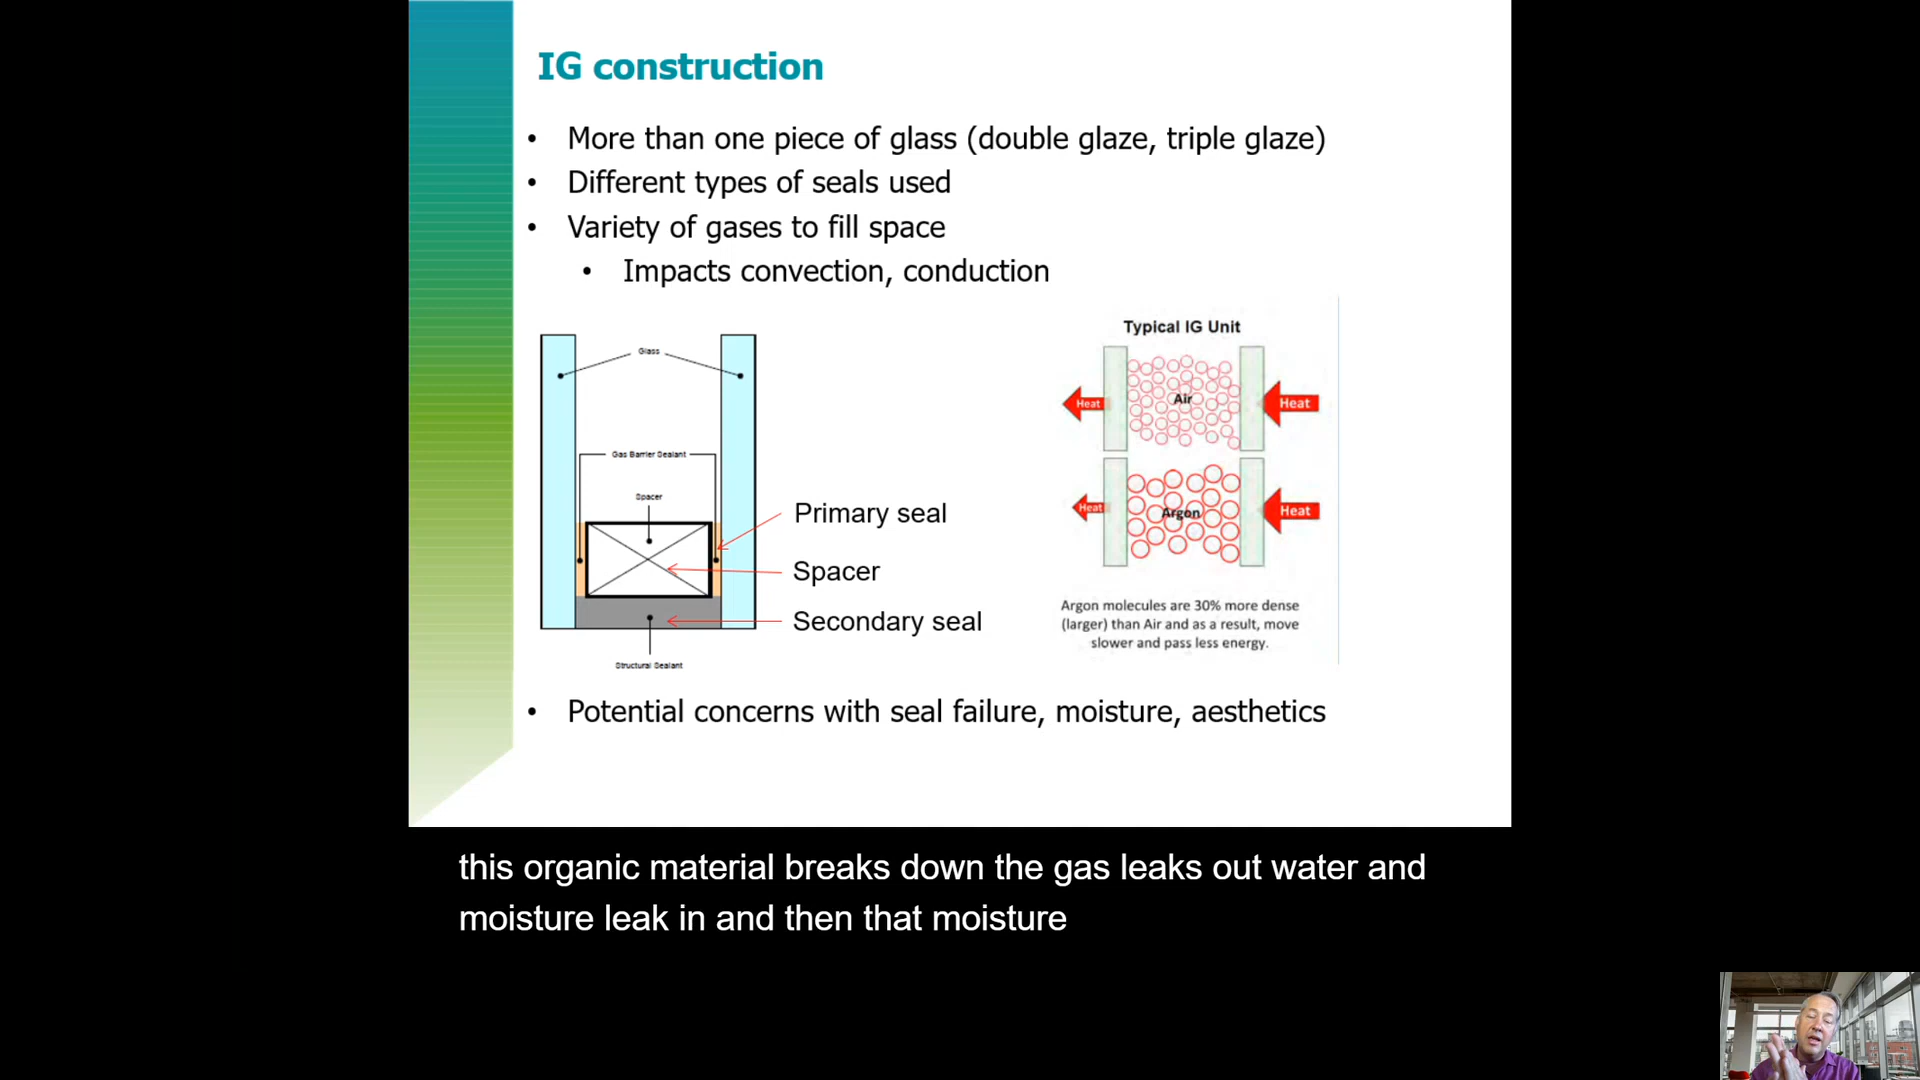 IG construction
• More than one piece of glass (double glaze, triple glaze)
• Different types of seals used
• Variety of gases to fill space
• Impacts convection, conduction
Glass
Gas Barrier Sealant
Spacer
Primary seal
Spacer
Secondary seal
Structural Sealant
Typical IG Unit
Heat
Air
Heat
Heat
Argon
Heat
Argon molecules are 30% more dense
(larger) than Air and as a result, move
slower and pass less energy.
• Potential concerns with seal failure, moisture, aesthetics
this organic material breaks down the gas leaks out water and
moisture leak in and then that moisture